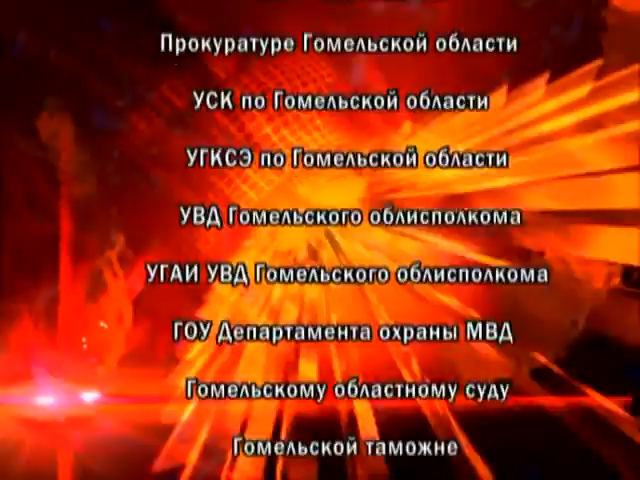 Прокуратуре Гомельской области
УСК по Гомельской области
УГКСЭ по Гомельской области
УВД Гомельского облисполкома
УГАИ УВД Гомельского облисполкома
ГОУ Департамента охраны МВД
Гомельскому областному суду
Гомельской таможне